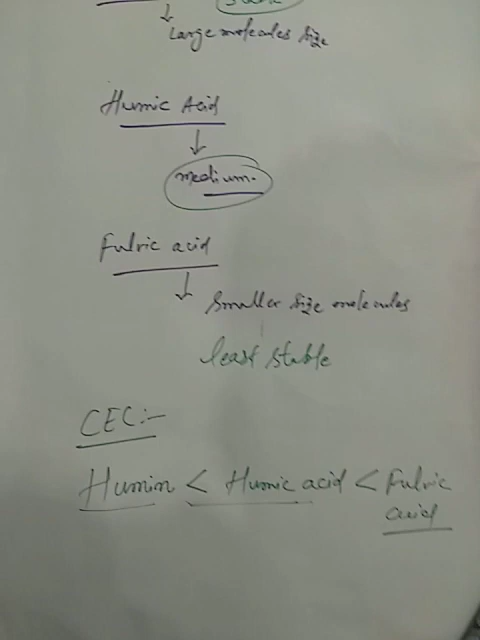 Large molecules size
Humic Acid
medium.
Fulvic acid
Smaller size molecules
least stable
CEC:-
Humin < Humic acid < Fulvic
acid